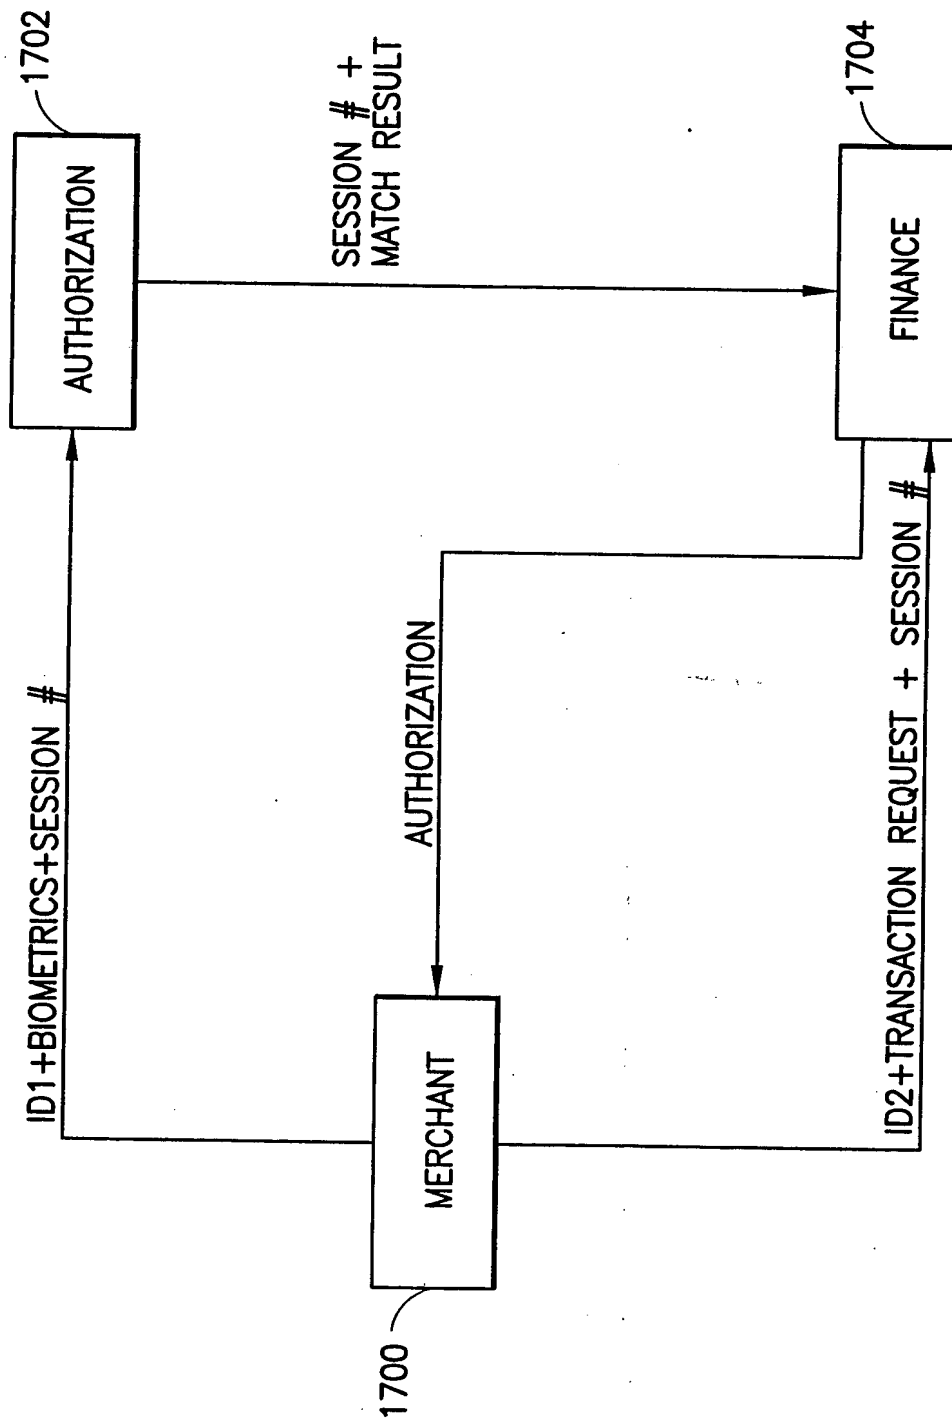 ID1+BIOMETRICS+SESSION #
1702
AUTHORIZATION
SESSION # +
MATCH RESULT
1700
MERCHANT
AUTHORIZATION
1704
FINANCE
ID2+TRANSACTION REQUEST + SESSION #